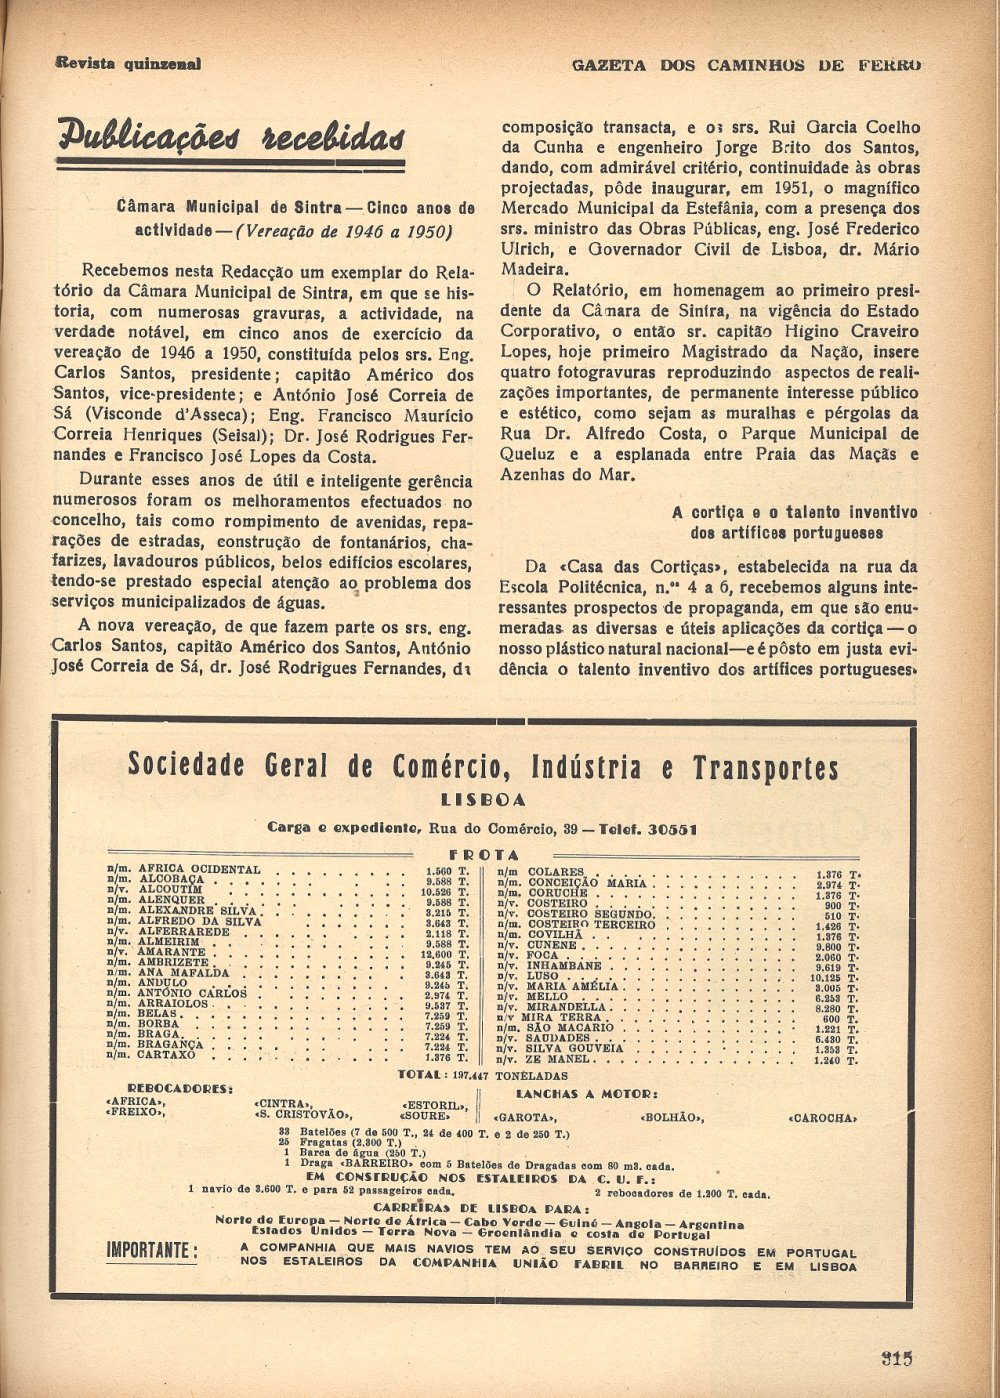 Revista quinzenal
GAZETA DOS CAMINHOS DE FERRO
Publicações recebidas
Câmara Municipal de Sintra — Cinco anos de
actividade — (Vereação de 1946 a 1950)
Recebemos nesta Redacção um exemplar do Rela-
tório da Câmara Municipal de Sintra, em que se his-
toria, com numerosas gravuras, a actividade, na
verdade notável, em cinco anos de exercício da
vereação de 1946 a 1950, constituída pelos srs. Eng.
Carlos Santos, presidente; capitão Américo dos
Santos, vice-presidente; e António José Correia de
Sá (Visconde d'Asseca); Eng. Francisco Maurício
Correia Henriques (Seisal); Dr. José Rodrigues Fer-
nandes e Francisco José Lopes da Costa.
Durante esses anos de útil e inteligente gerência
numerosos foram os melhoramentos efectuados no
concelho, tais como rompimento de avenidas, repa-
rações de estradas, construção de fontanários, cha-
farizes, lavadouros públicos, belos edifícios escolares,
tendo-se prestado especial atenção ao problema dos
serviços municipalizados de águas.
A nova vereação, de que fazem parte os srs. eng.
Carlos Santos, capitão Américo dos Santos, António
José Correia de Sá, dr. José Rodrigues Fernandes, da
composição transacta, e os srs. Rui Garcia Coelho
da Cunha e engenheiro Jorge Brito dos Santos,
dando, com admirável critério, continuidade às obras
projectadas, pôde inaugurar, em 1951, o magnífico
Mercado Municipal da Estefânia, com a presença dos
srs. ministro das Obras Públicas, eng. José Frederico
Ulrich, e Governador Civil de Lisboa, dr. Mário
Madeira.
O Relatório, em homenagem ao primeiro presi-
dente da Câmara de Sintra, na vigência do Estado
Corporativo, o então sr. capitão Higino Craveiro
Lopes, hoje primeiro Magistrado da Nação, insere
quatro fotogravuras reproduzindo aspectos de reali-
zações importantes, de permanente interesse público
e estético, como sejam as muralhas e pérgolas da
Rua Dr. Alfredo Costa, o Parque Municipal de
Queluz e a esplanada entre Praia das Maçãs e
Azenhas do Mar.
A cortiça e o talento inventivo
dos artífices portugueses
Da «Casa das Cortiças», estabelecida na rua da
Escola Politécnica, n.os 4 a 6, recebemos alguns inte-
ressantes prospectos de propaganda, em que são enu-
meradas as diversas e úteis aplicações da cortiça — o
nosso plástico natural nacional—e é pôsto em justa evi-
dência o talento inventivo dos artífices portugueses.
Sociedade Geral de Comércio, Indústria e Transportes
LISBOA
Carga e expediente, Rua do Comércio, 39 — Telef. 30551
FROTA
n/m. AFRICA OCIDENTAL . . . 1.560 T.
n/m. ALCOBAÇA . . . 9.588 T.
n/v. ALCOUTIM . . . 10.526 T.
n/m. ALENQUER . . . 9.588 T.
n/m. ALEXANDRE SILVA . . . 3.215 T.
n/m. ALFREDO DA SILVA . . . 3.643 T.
n/v. ALFERRAREDE . . . 2.118 T.
n/m. ALMEIRIM . . . 9.588 T.
n/v. AMARANTE . . . 12.600 T.
n/m. AMBRIZETE . . . 9.245 T.
n/m. ANA MAFALDA . . . 3.643 T.
n/m. ANDULO . . . 9.245 T.
n/m. ANTÓNIO CARLOS . . . 2.974 T.
n/m. ARRAIOLOS . . . 9.537 T.
n/m. BELAS . . . 7.259 T.
n/m. BORBA . . . 7.259 T.
n/m. BRAGA . . . 7.224 T.
n/m. BRAGANÇA . . . 7.224 T.
n/m. CARTAXO . . . 1.376 T.
n/m COLARES . . . 1.376 T.
n/m. CONCEIÇÃO MARIA . . . 2.974 T.
n/m. CORUCHE . . . 1.376 T.
n/v. COSTEIRO . . . 900 T.
n/v. COSTEIRO SEGUNDO . . . 510 T.
n/m. COSTEIRO TERCEIRO . . . 1.426 T.
n/m. COVILHÃ . . . 1.376 T.
n/v. CUNENE . . . 9.800 T.
n/v. FOCA . . . 2.060 T.
n/v. INHAMBANE . . . 9.619 T.
n/v. LUSO . . . 10.125 T.
n/v. MARIA AMÉLIA . . . 3.005 T.
n/v. MELLO . . . 6.253 T.
n/v. MIRANDELLA . . . 8.280 T.
n/v MIRA TERRA . . . 600 T.
n/m. SÃO MACARIO . . . 1.221 T.
n/v. SAUDADES . . . 6.430 T.
n/v. SILVA GOUVEIA . . . 1.353 T.
n/v. ZE MANEL . . . 1.240 T.
TOTAL: 197.447 TONELADAS
REBOCADORES:
«AFRICA», «CINTRA», «ESTORIL»,
«FREIXO», «S. CRISTOVÃO», «SOURE»
LANCHAS A MOTOR:
«GAROTA», «BOLHÃO», «CAROCHA»
33 Batelões (7 de 500 T., 24 de 400 T. e 2 de 250 T.)
25 Fragatas (2.300 T.)
1 Barca de água (250 T.)
1 Draga «BARREIRO» com 5 Batelões de Dragadas com 80 m3. cada.
EM CONSTRUÇÃO NOS ESTALEIROS DA C. U. F.:
1 navio de 3.600 T. e para 52 passageiros cada.
2 rebocadores de 1.200 T. cada.
CARREIRAS DE LISBOA PARA:
Norte de Europa — Norte de África — Cabo Verde — Guiné — Angola — Argentina
Estados Unidos — Terra Nova — Groenlândia e costa de Portugal
IMPORTANTE:
A COMPANHIA QUE MAIS NAVIOS TEM AO SEU SERVIÇO CONSTRUÍDOS EM PORTUGAL
NOS ESTALEIROS DA COMPANHIA UNIÃO FABRIL NO BARREIRO E EM LISBOA
315